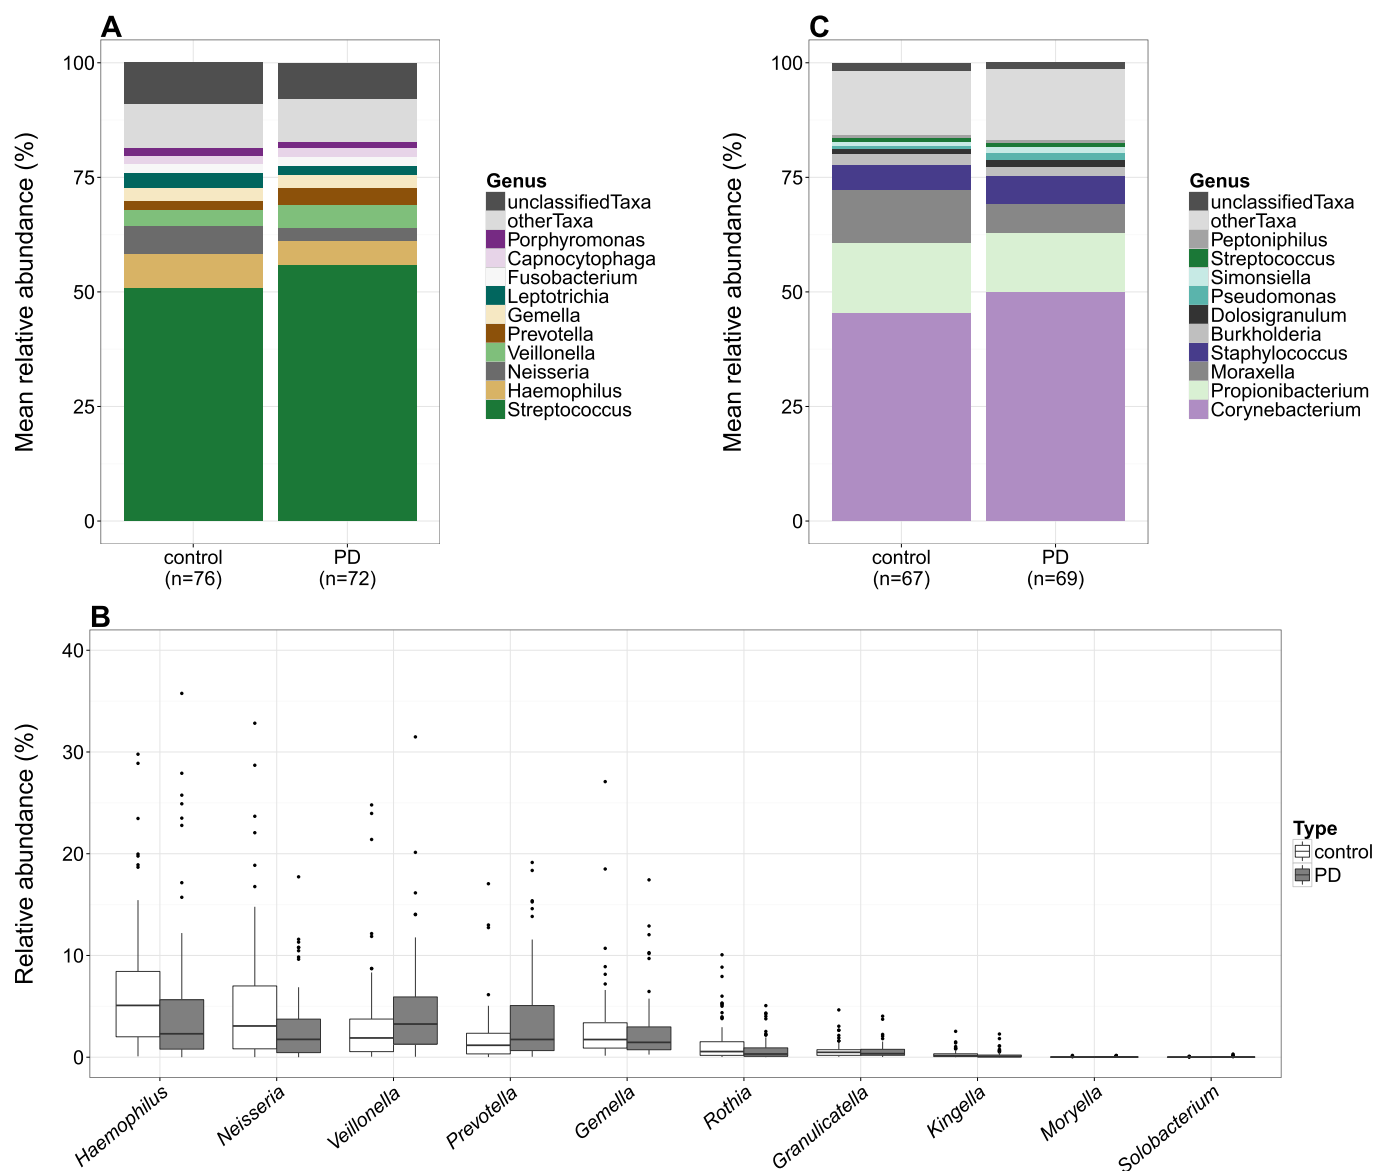 A
Mean relative abundance (%)
100
75
50
25
0
control
(n=76)
PD
(n=72)
Genus
unclassifiedTaxa
otherTaxa
Porphyromonas
Capnocytophaga
Fusobacterium
Leptotrichia
Gemella
Prevotella
Veillonella
Neisseria
Haemophilus
Streptococcus
C
Mean relative abundance (%)
100
75
50
25
0
control
(n=67)
PD
(n=69)
Genus
unclassifiedTaxa
otherTaxa
Peptoniphilus
Streptococcus
Simonsiella
Pseudomonas
Dolosigranulum
Burkholderia
Staphylococcus
Moraxella
Propionibacterium
Corynebacterium
B
Relative abundance (%)
40
30
20
10
0
Haemophilus
Neisseria
Veillonella
Prevotella
Gemella
Rothia
Granulicatella
Kingella
Moryella
Solobacterium
Type
control
PD